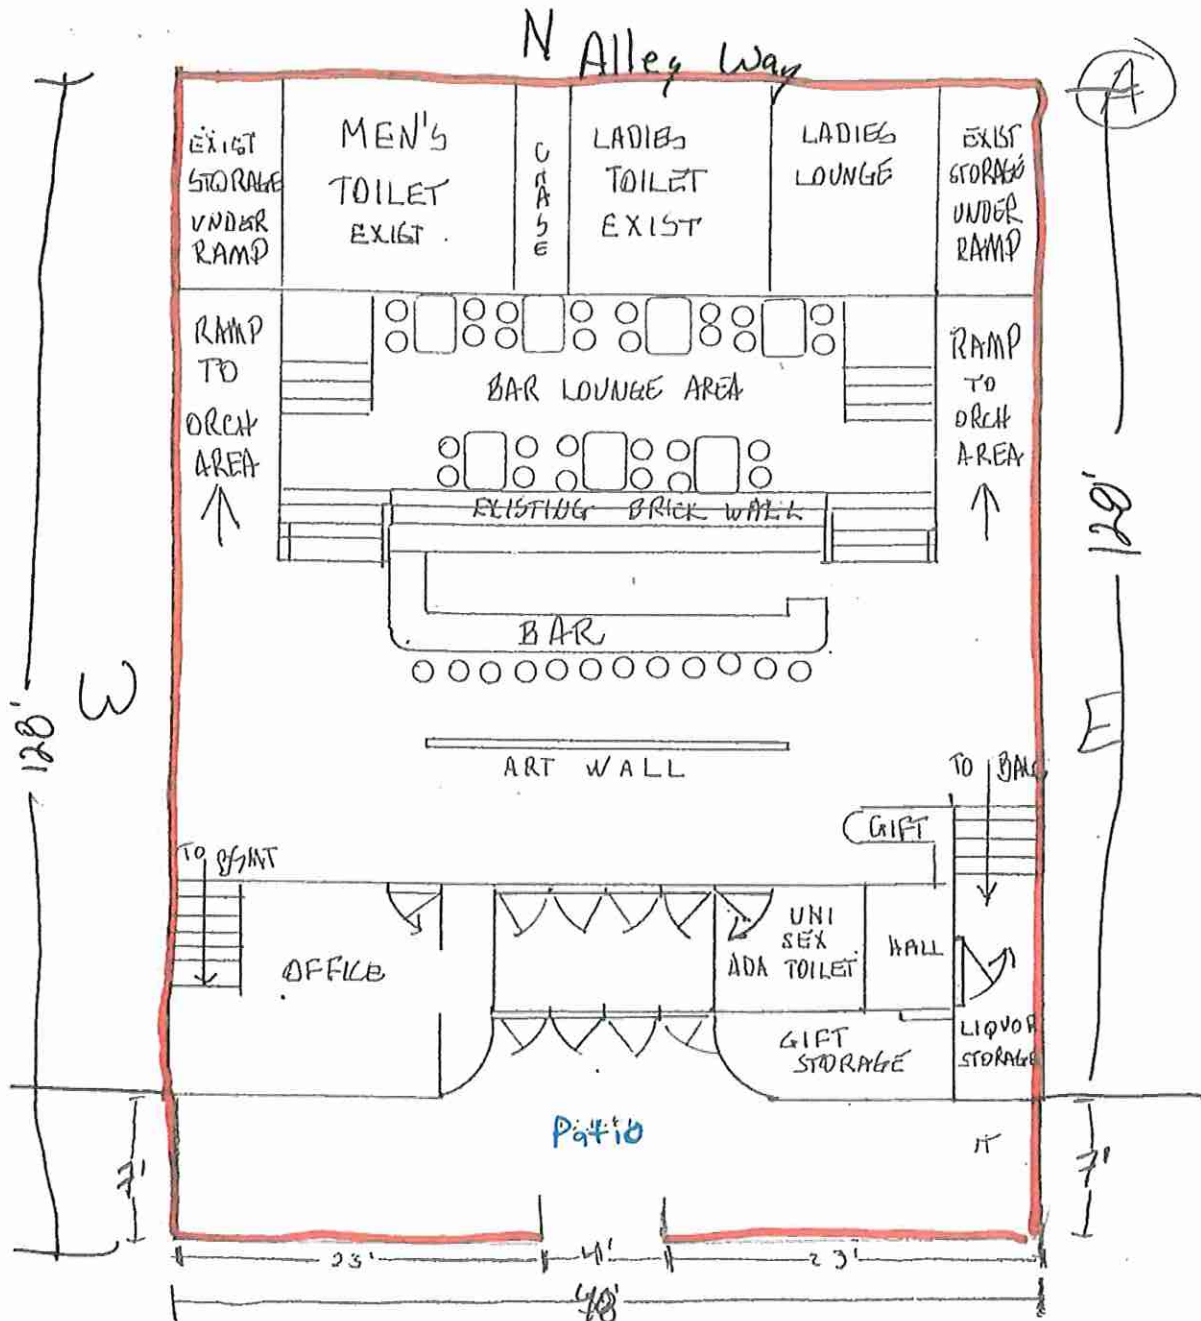 N
Alley Way
A
EXIST
STORAGE
UNDER
RAMP
MEN'S
TOILET
EXIST.
CHASE
LADIES
TOILET
EXIST
LADIES
LOUNGE
EXIST
STORAGE
UNDER
RAMP
RAMP
TO
ORCH
AREA
BAR LOUNGE AREA
RAMP
TO
ORCH
AREA
EXISTING BRICK WALL
BAR
128'
W
E
ART WALL
TO BSMT
TO BALC
GIFT
OFFICE
UNI
SEX
ADA TOILET
HALL
GIFT
STORAGE
LIQUOR
STORAGE
Patio
7'
7'
23'
4'
23'